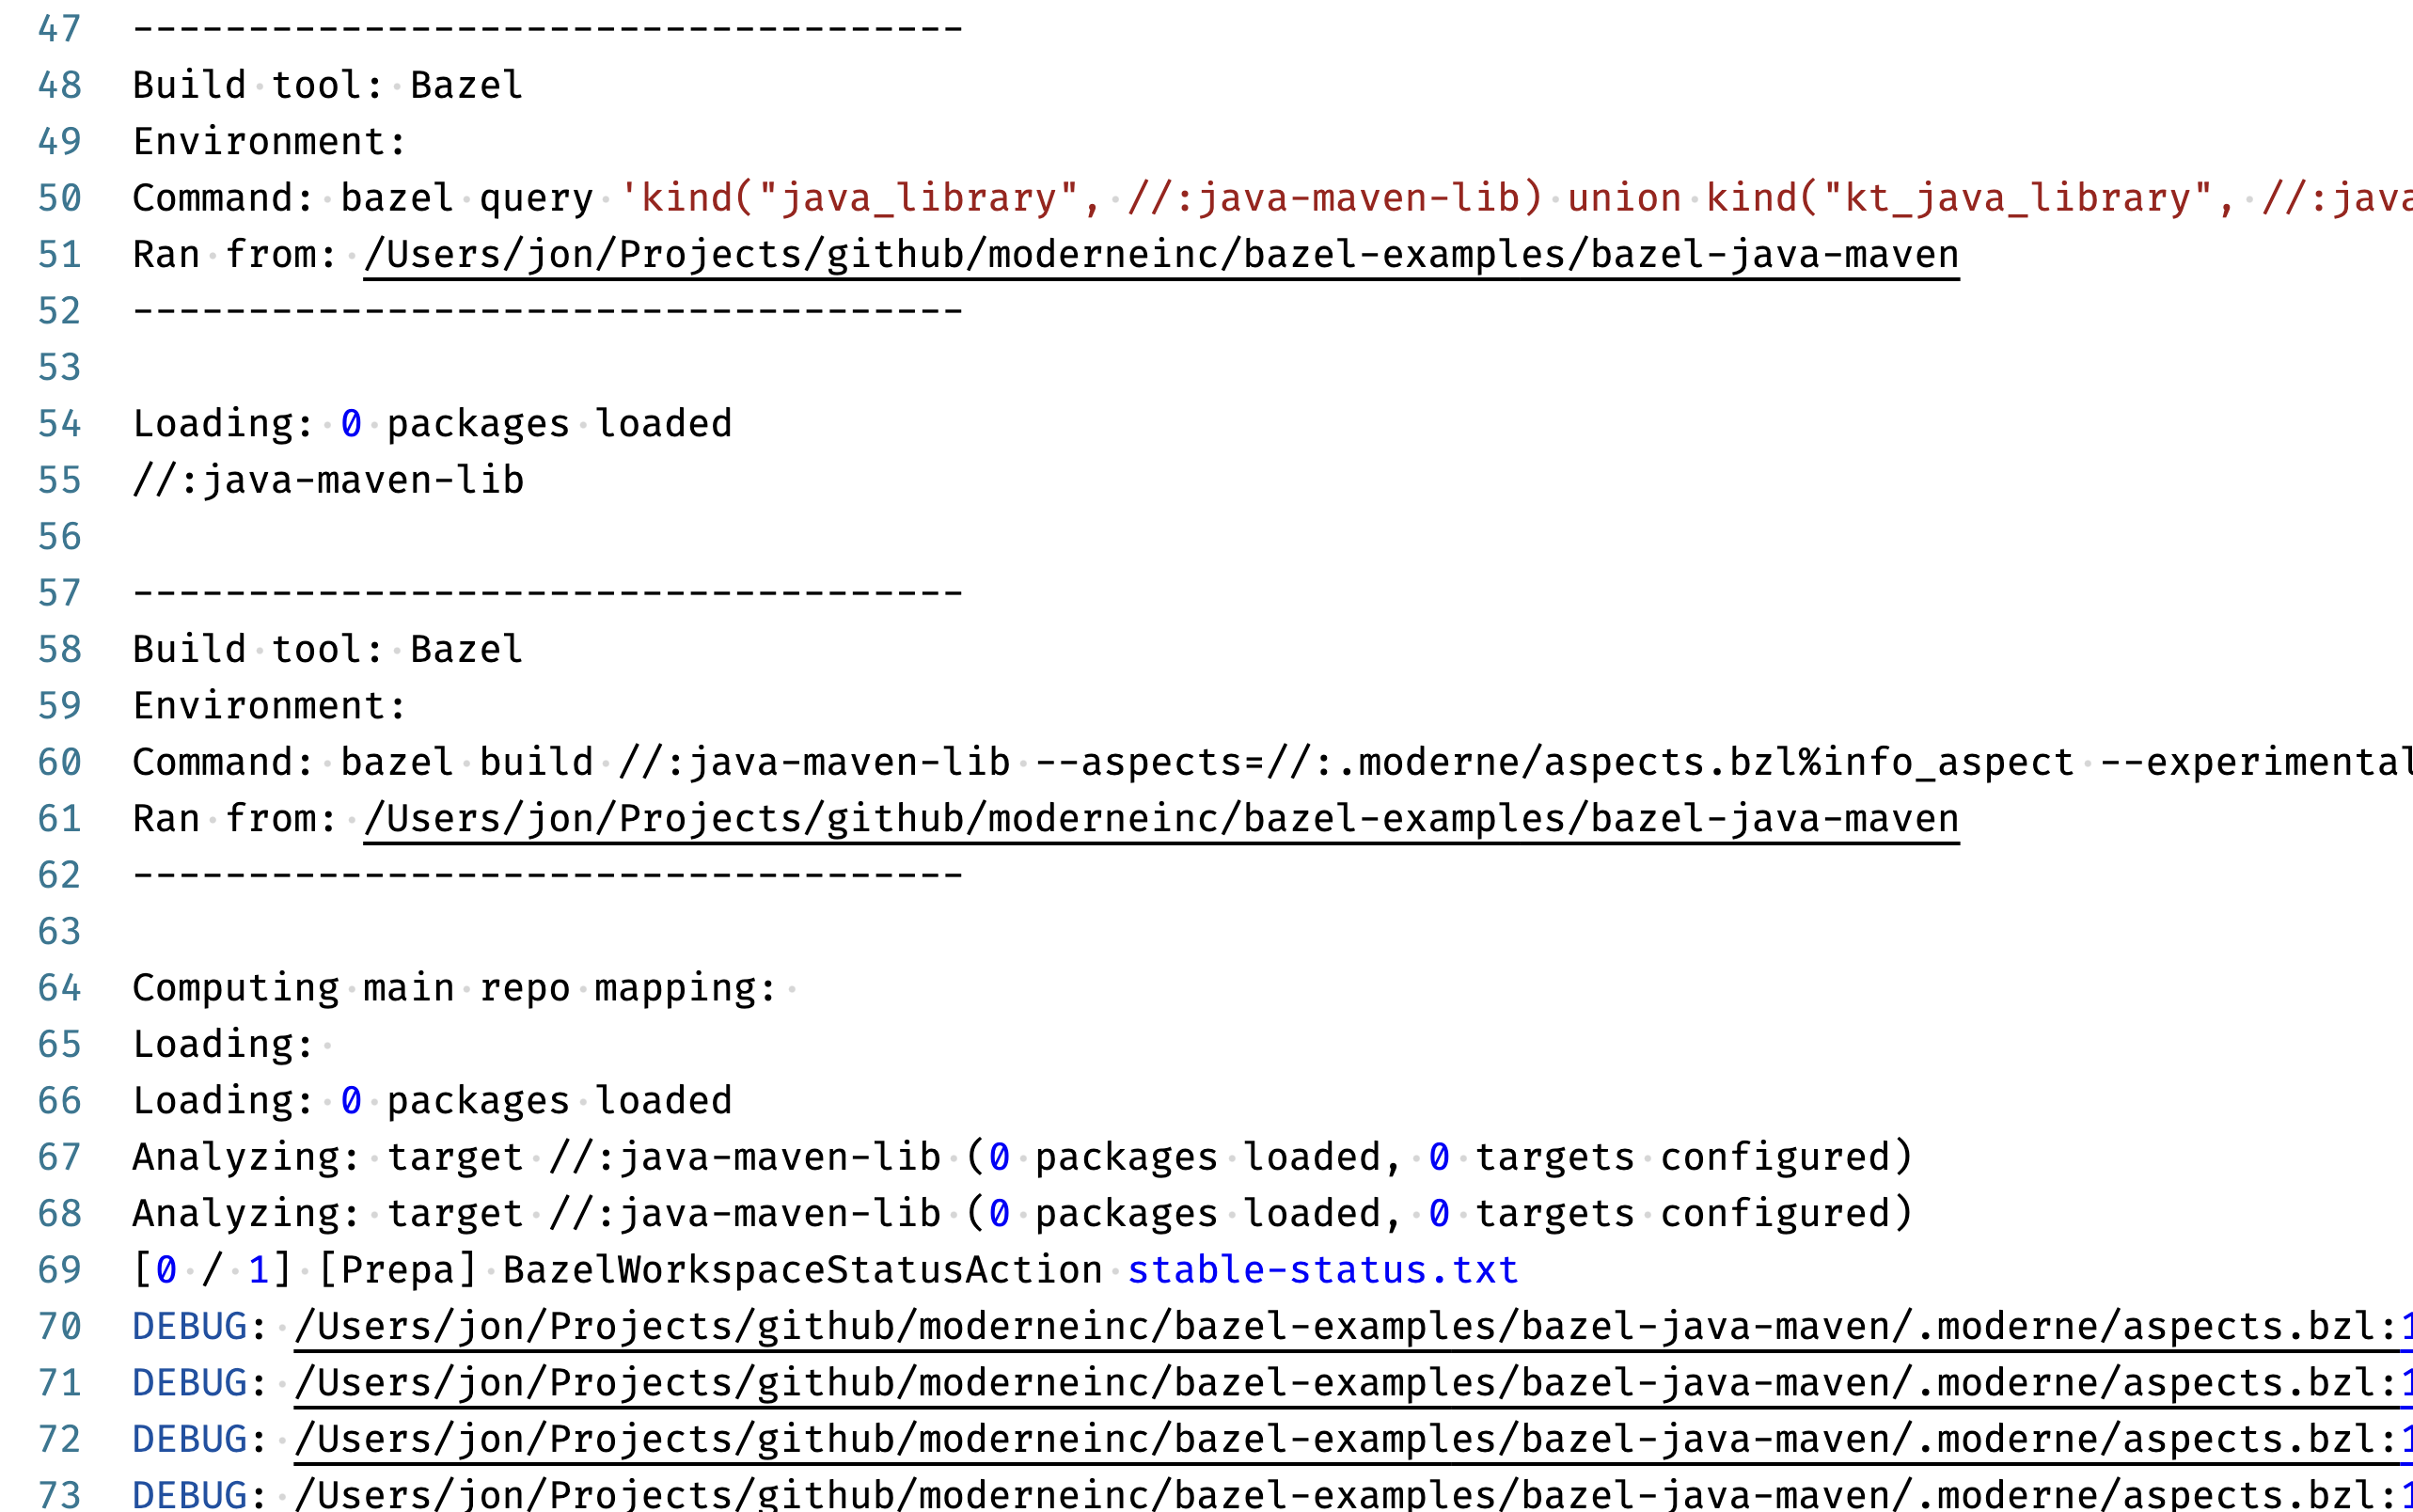 47 ------------------------------------
48 Build tool: Bazel
49 Environment:
50 Command: bazel query 'kind("java_library", //:java-maven-lib) union kind("kt_java_library", //:java
51 Ran from: /Users/jon/Projects/github/moderneinc/bazel-examples/bazel-java-maven
52 ------------------------------------
53
54 Loading: 0 packages loaded
55 //:java-maven-lib
56
57 ------------------------------------
58 Build tool: Bazel
59 Environment:
60 Command: bazel build //:java-maven-lib --aspects=//:.moderne/aspects.bzl%info_aspect --experimental
61 Ran from: /Users/jon/Projects/github/moderneinc/bazel-examples/bazel-java-maven
62 ------------------------------------
63
64 Computing main repo mapping:
65 Loading:
66 Loading: 0 packages loaded
67 Analyzing: target //:java-maven-lib (0 packages loaded, 0 targets configured)
68 Analyzing: target //:java-maven-lib (0 packages loaded, 0 targets configured)
69 [0 / 1] [Prepa] BazelWorkspaceStatusAction stable-status.txt
70 DEBUG: /Users/jon/Projects/github/moderneinc/bazel-examples/bazel-java-maven/.moderne/aspects.bzl:1
71 DEBUG: /Users/jon/Projects/github/moderneinc/bazel-examples/bazel-java-maven/.moderne/aspects.bzl:1
72 DEBUG: /Users/jon/Projects/github/moderneinc/bazel-examples/bazel-java-maven/.moderne/aspects.bzl:1
73 DEBUG: /Users/jon/Projects/github/moderneinc/bazel-examples/bazel-java-maven/.moderne/aspects.bzl:1